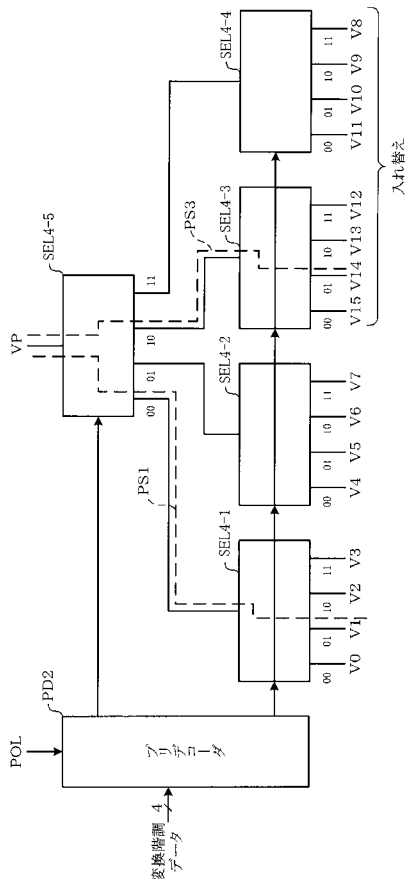 VP
SEL4-5
00 01 10 11
PS1
PS3
POL
PD2
プリデコーダ
変換階調
データ
4
SEL4-1
00 01 10 11
V0 V1 V2 V3
SEL4-2
00 01 10 11
V4 V5 V6 V7
SEL4-3
00 01 10 11
V15 V14 V13 V12
SEL4-4
00 01 10 11
V11 V10 V9 V8
入れ替え